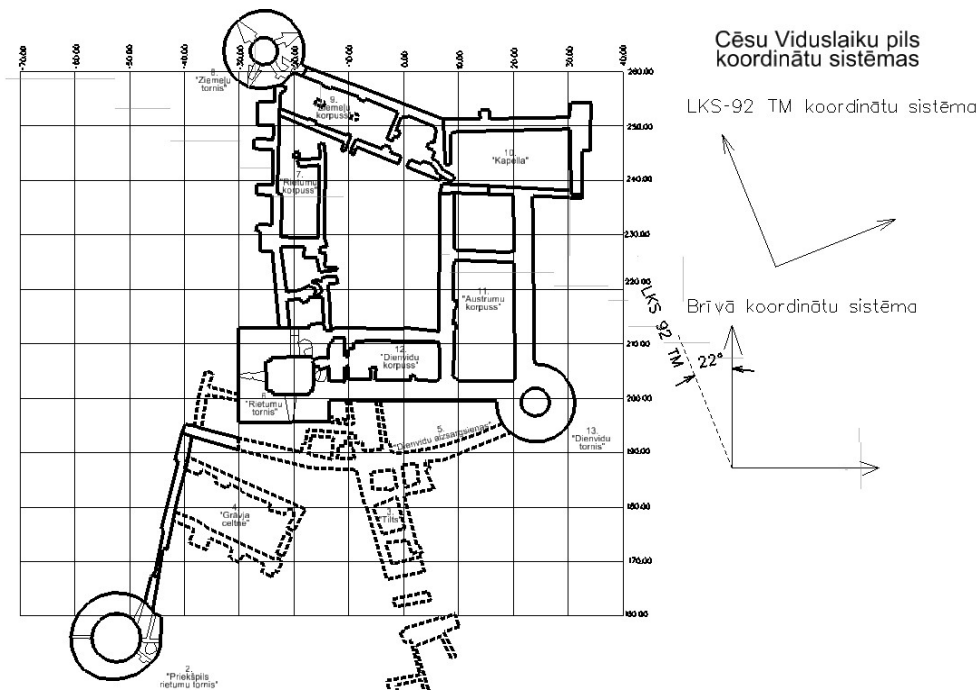 Cēsu Viduslaiku pils
koordinātu sistēmas
LKS-92 TM koordinātu sistēma
Brīvā koordinātu sistēma
LKS 92 TM
22°
-70.00
-60.00
-50.00
-40.00
-30.00
-20.00
-10.00
0.00
10.00
20.00
30.00
40.00
260.00
250.00
240.00
230.00
220.00
210.00
200.00
190.00
180.00
170.00
160.00
8.
"Ziemeļu
tornis"
9.
"Ziemeļu
korpuss"
10.
"Kapella"
7.
"Rietumu
korpuss"
11.
"Austrumu
korpuss"
12.
"Dienvidu
korpuss"
6.
"Rietumu
tornis"
5.
"Dienvidu aizsargsienas"
13.
"Dienvidu
tornis"
4.
"Grāvja
celtne"
3.
"Tilts"
2.
"Priekšpils
rietumu tornis"